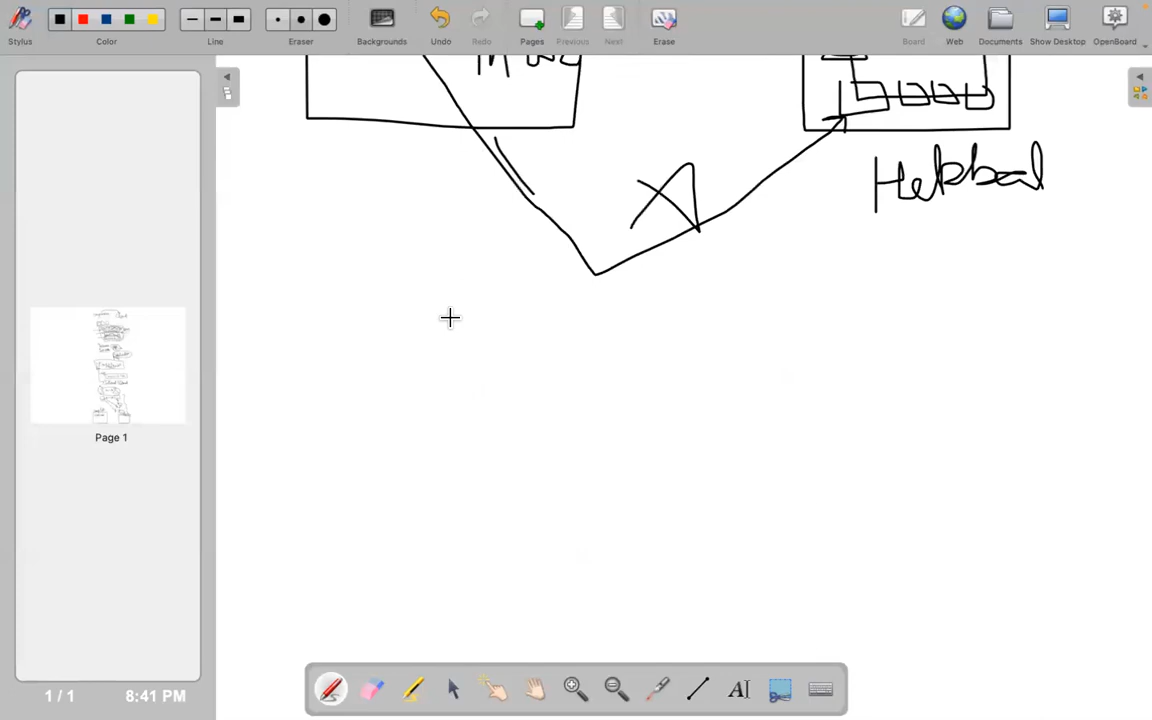 Stylus
Color
Line
Eraser
Backgrounds
Undo
Redo
Pages
Previous
Next
Erase
Board
Web
Documents
Show Desktop
OpenBoard
Hebbal
Page 1
1 / 1
8:41 PM